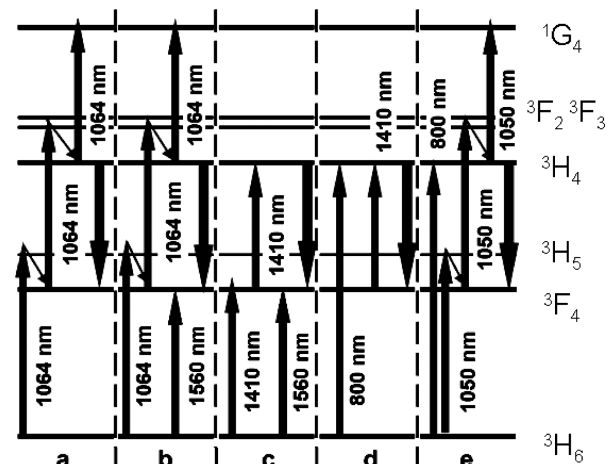 ¹G₄
1064 nm
1064 nm
1410 nm
800 nm
1050 nm
³F₂ ³F₃
³H₄
1064 nm
1064 nm
1410 nm
1050 nm
³H₅
³F₄
1064 nm
1064 nm
1560 nm
1410 nm
1560 nm
800 nm
1050 nm
³H₆
a b c d e